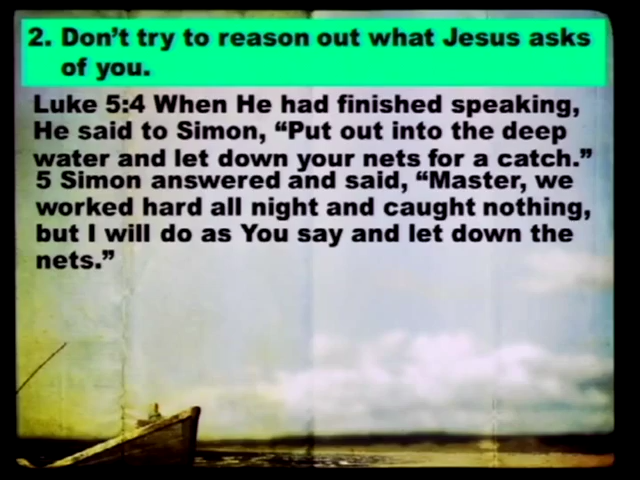 2. Don't try to reason out what Jesus asks
of you.
Luke 5:4 When He had finished speaking,
He said to Simon, “Put out into the deep
water and let down your nets for a catch.”
5 Simon answered and said, “Master, we
worked hard all night and caught nothing,
but I will do as You say and let down the
nets.”